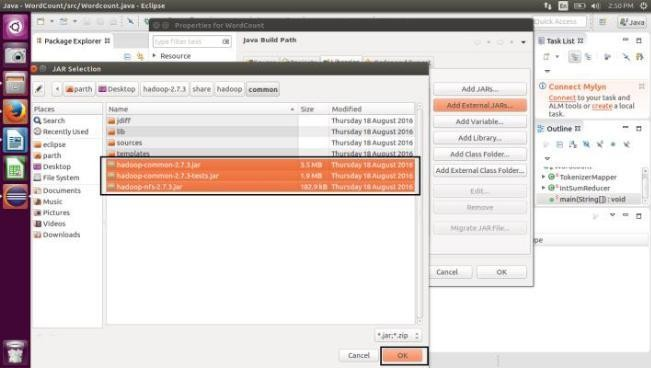 Java - WordCount/src/Wordcount.java - Eclipse
En
2:50 PM
Properties for WordCount
Quick Access
Java
Package Explorer
type filter text
Java Build Path
Task List
Resource
JAR Selection
parth Desktop hadoop-2.7.3 share hadoop common
Add JARs...
Connect Mylyn
Places Name Size Modified
Add External JARs...
Connect to your task and
ALM tools or create a local
task.
Search
jdiff Thursday 18 August 2016
Add Variable...
Recently Used
lib Thursday 18 August 2016
Outline
eclipse
sources Thursday 18 August 2016
Add Library...
parth
templates Thursday 18 August 2016
Add Class Folder...
Desktop
hadoop-common-2.7.3.jar 3.5 MB Thursday 18 August 2016
Add External Class Folder...
TokenizerMapper
File System
hadoop-common-2.7.3-tests.jar 1.9 MB Thursday 18 August 2016
IntSumReducer
Documents
hadoop-nfs-2.7.3.jar 182.9 kB Thursday 18 August 2016
Edit...
main(String[]) : void
Music
Remove
Pictures
Videos
Migrate JAR File...
Downloads
Cancel OK
*.jar;*.zip
Cancel OK